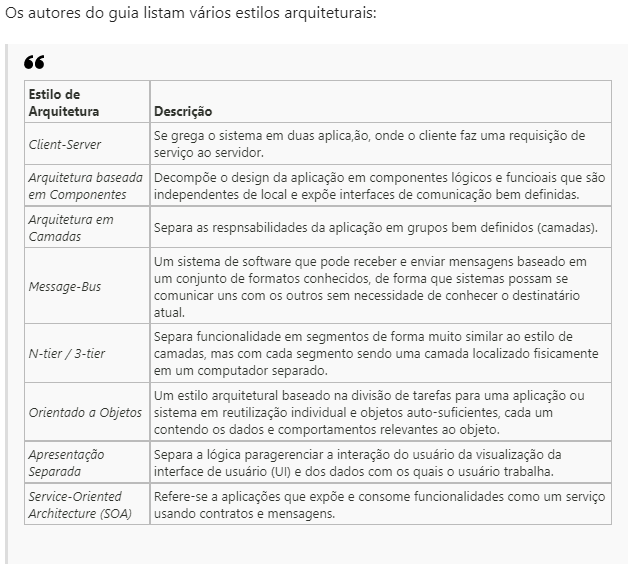 Os autores do guia listam vários estilos arquiteturais:
“
Estilo de
Arquitetura
Descrição
Client-Server
Se grega o sistema em duas aplica,ão, onde o cliente faz uma requisição de
serviço ao servidor.
Arquitetura baseada
em Componentes
Decompõe o design da aplicação em componentes lógicos e funcioais que são
independentes de local e expõe interfaces de comunicação bem definidas.
Arquitetura em
Camadas
Separa as respnsabilidades da aplicação em grupos bem definidos (camadas).
Message-Bus
Um sistema de software que pode receber e enviar mensagens baseado em
um conjunto de formatos conhecidos, de forma que sistemas possam se
comunicar uns com os outros sem necessidade de conhecer o destinatário
atual.
N-tier / 3-tier
Separa funcionalidade em segmentos de forma muito similar ao estilo de
camadas, mas com cada segmento sendo uma camada localizado fisicamente
em um computador separado.
Orientado a Objetos
Um estilo arquitetural baseado na divisão de tarefas para uma aplicação ou
sistema em reutilização individual e objetos auto-suficientes, cada um
contendo os dados e comportamentos relevantes ao objeto.
Apresentação
Separada
Separa a lógica paragerenciar a interação do usuário da visualização da
interface de usuário (UI) e dos dados com os quais o usuário trabalha.
Service-Oriented
Architecture (SOA)
Refere-se a aplicações que expõe e consome funcionalidades como um serviço
usando contratos e mensagens.